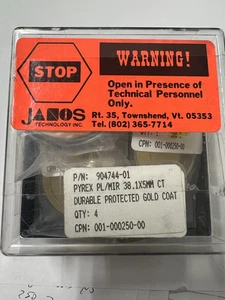 STOP
JANOS
TECHNOLOGY INC.
WARNING!
Open in Presence of
Technical Personnel
Only.
Rt. 35, Townshend, Vt. 05353
Tel. (802) 365-7714
P/N: 904744-01
PYREX PL/MIR 38.1X5MM CT
DURABLE PROTECTED GOLD COAT
QTY: 4
CPN: 001-000250-00
CPN: 001-000250-00